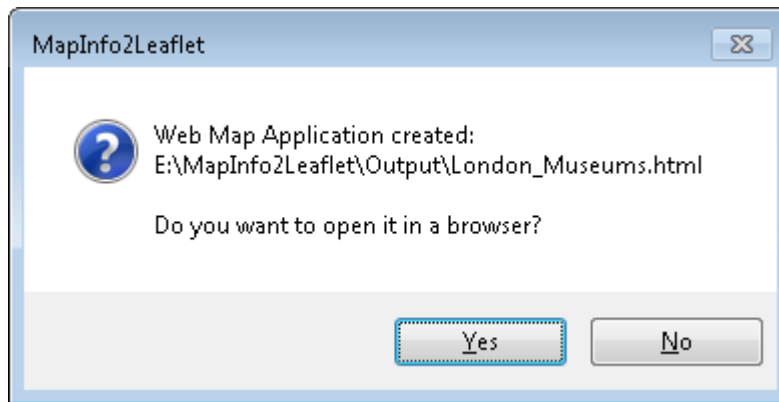 MapInfo2Leaflet
Web Map Application created:
E:\MapInfo2Leaflet\Output\London_Museums.html
Do you want to open it in a browser?
Yes
No